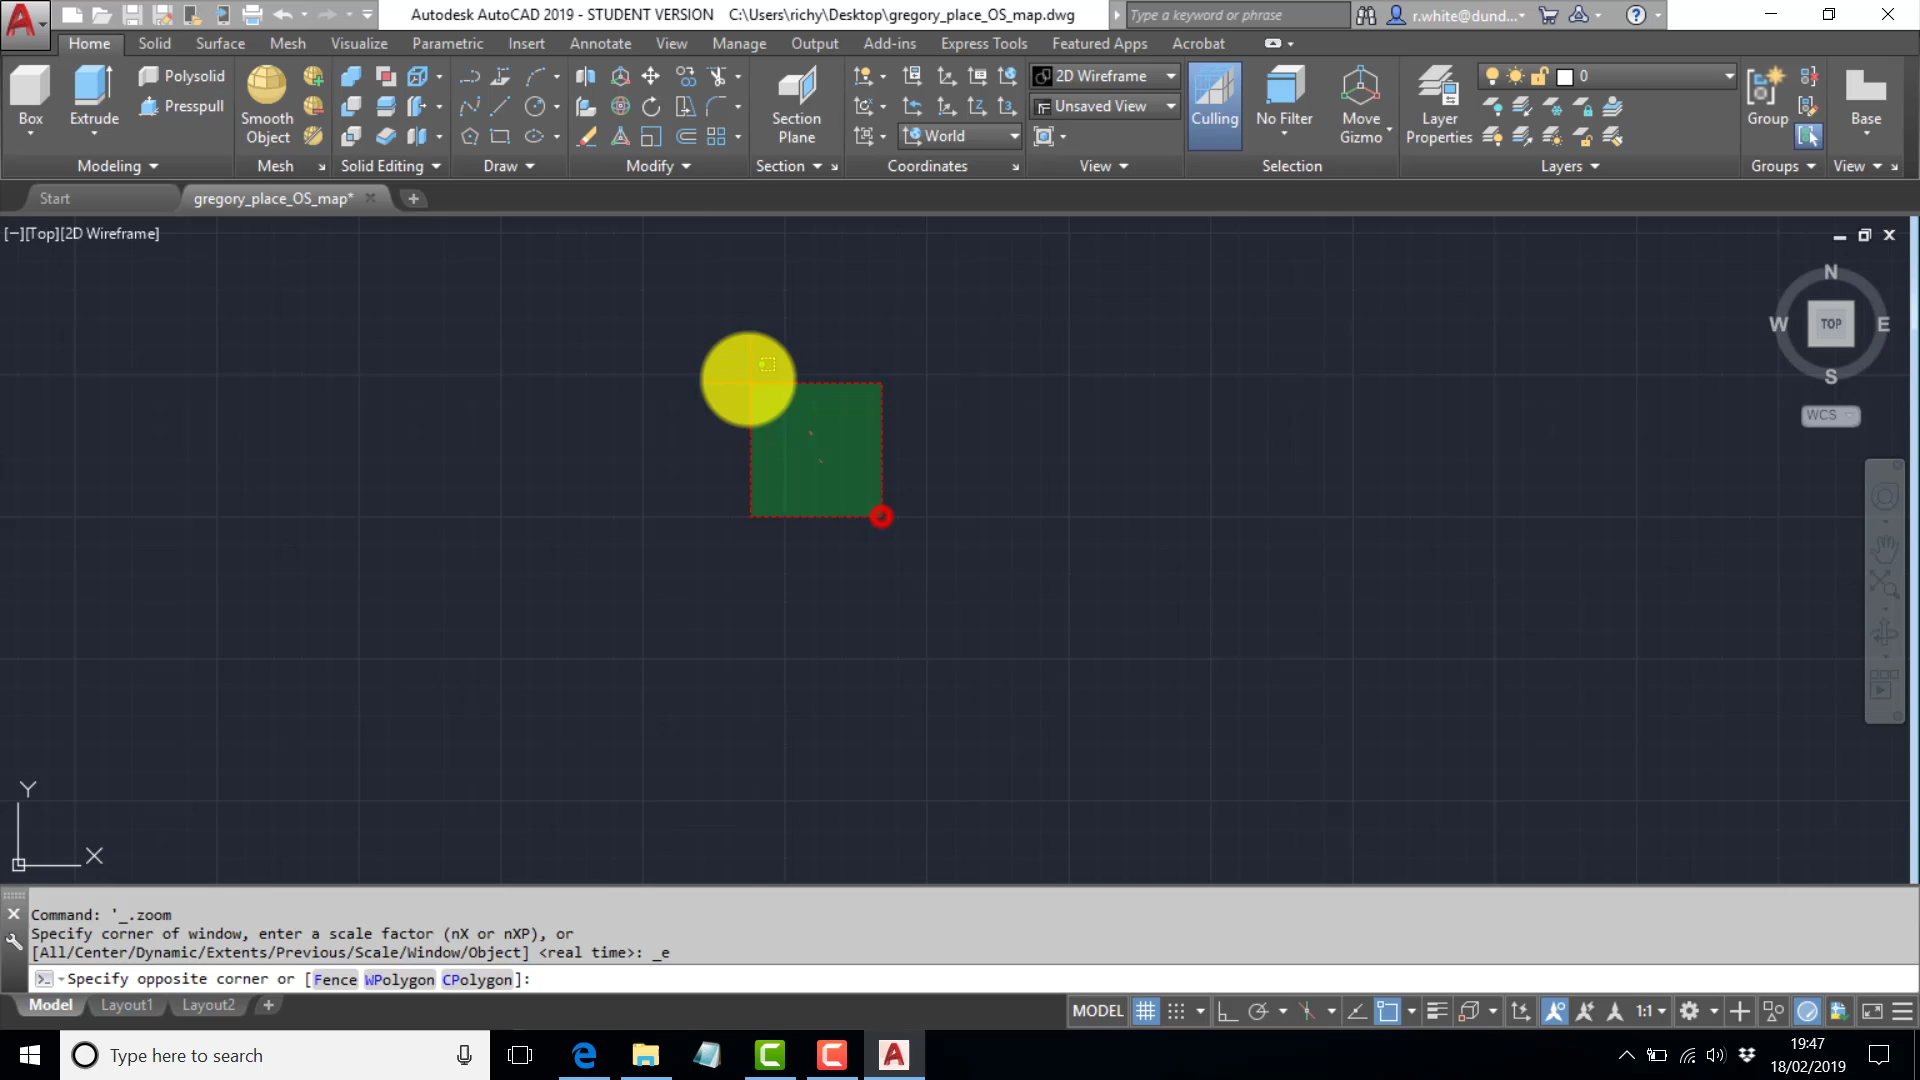 Autodesk AutoCAD 2019 - STUDENT VERSION C:\Users\richy\Desktop\gregory_place_OS_map.dwg
Type a keyword or phrase
r.white@dund...
Home Solid Surface Mesh Visualize Parametric Insert Annotate View Manage Output Add-ins Express Tools Featured Apps Acrobat
Box
Extrude
Polysolid
Presspull
Smooth Object
Section Plane
World
2D Wireframe
Unsaved View
Culling
No Filter
Move Gizmo
Layer Properties
0
Group
Base
Modeling Mesh Solid Editing Draw Modify Section Coordinates View Selection Layers Groups View
Start gregory_place_OS_map*
[−][Top][2D Wireframe]
N
W TOP E
S
WCS
Y
X
Command: '_.zoom
Specify corner of window, enter a scale factor (nX or nXP), or
[All/Center/Dynamic/Extents/Previous/Scale/Window/Object] <real time>: _e
Specify opposite corner or [Fence WPolygon CPolygon]:
Model Layout1 Layout2 +
MODEL 1:1
Type here to search
19:47
18/02/2019